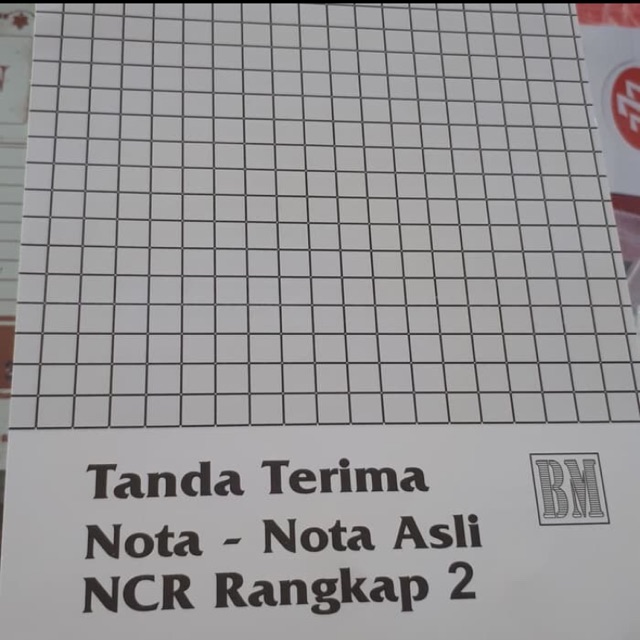 Tanda Terima
BM
Nota - Nota Asli
NCR Rangkap 2